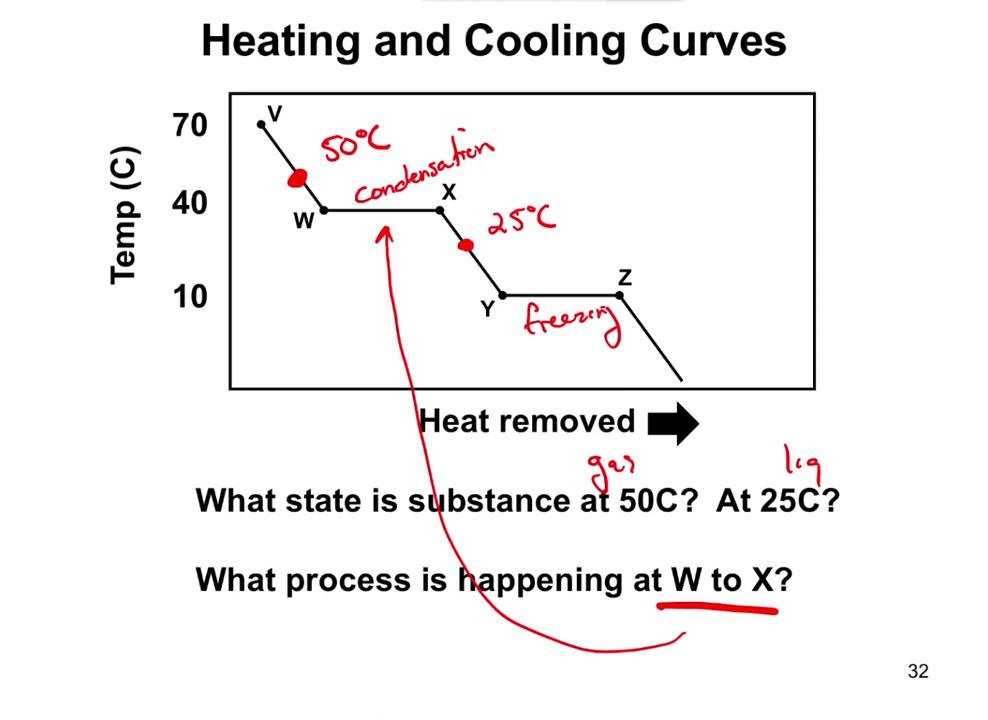 Heating and Cooling Curves
V
70
50°C
condensation
Temp (C)
40
W
X
25°C
10
Y
Z
freezing
Heat removed
gas
liq
What state is substance at 50C? At 25C?
What process is happening at W to X?
32